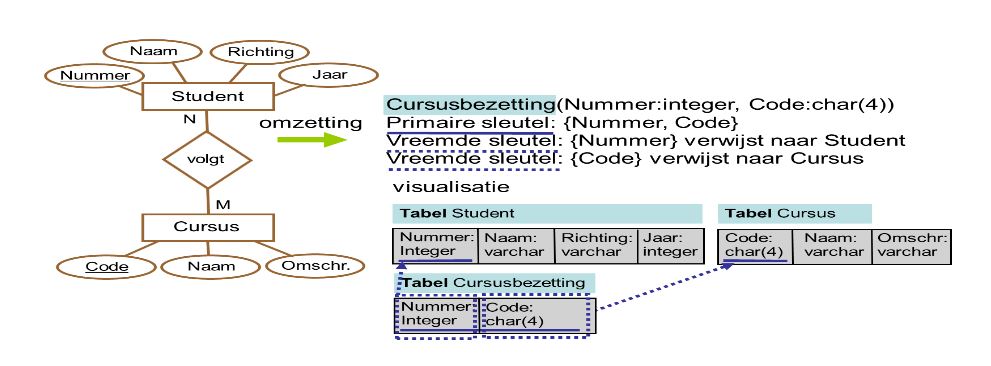 Naam
Richting
Nummer
Jaar
Student
N
volgt
M
Cursus
Code
Naam
Omschr.
omzetting
Cursusbezetting(Nummer:integer, Code:char(4))
Primaire sleutel: {Nummer, Code}
Vreemde sleutel: {Nummer} verwijst naar Student
Vreemde sleutel: {Code} verwijst naar Cursus
visualisatie
Tabel Student
Nummer: Naam: Richting: Jaar:
Integer varchar varchar integer
Tabel Cursus
Code: Naam: Omschr:
char(4) varchar varchar
Tabel Cursusbezetting
Nummer Code:
Integer char(4)